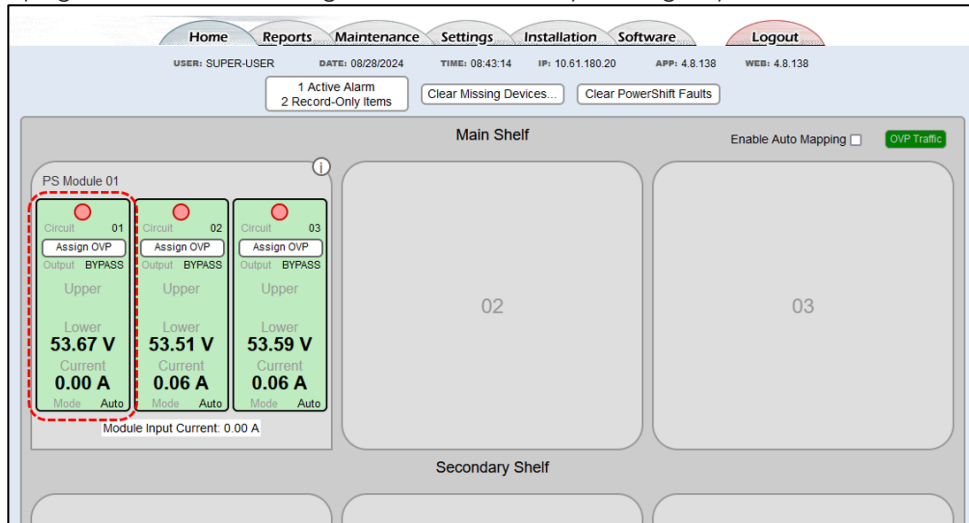 Home Reports Maintenance Settings Installation Software Logout
USER: SUPER-USER DATE: 08/28/2024 TIME: 08:43:14 IP: 10.61.180.20 APP: 4.8.138 WEB: 4.8.138
1 Active Alarm
2 Record-Only Items
Clear Missing Devices... Clear PowerShift Faults
Main Shelf Enable Auto Mapping OVP Traffic
PS Module 01 i
Circuit 01 Circuit 02 Circuit 03
Assign OVP Assign OVP Assign OVP
Output BYPASS Output BYPASS Output BYPASS
Upper Upper Upper
02 03
Lower Lower Lower
53.67 V 53.51 V 53.59 V
Current Current Current
0.00 A 0.06 A 0.06 A
Mode Auto Mode Auto Mode Auto
Module Input Current: 0.00 A
Secondary Shelf